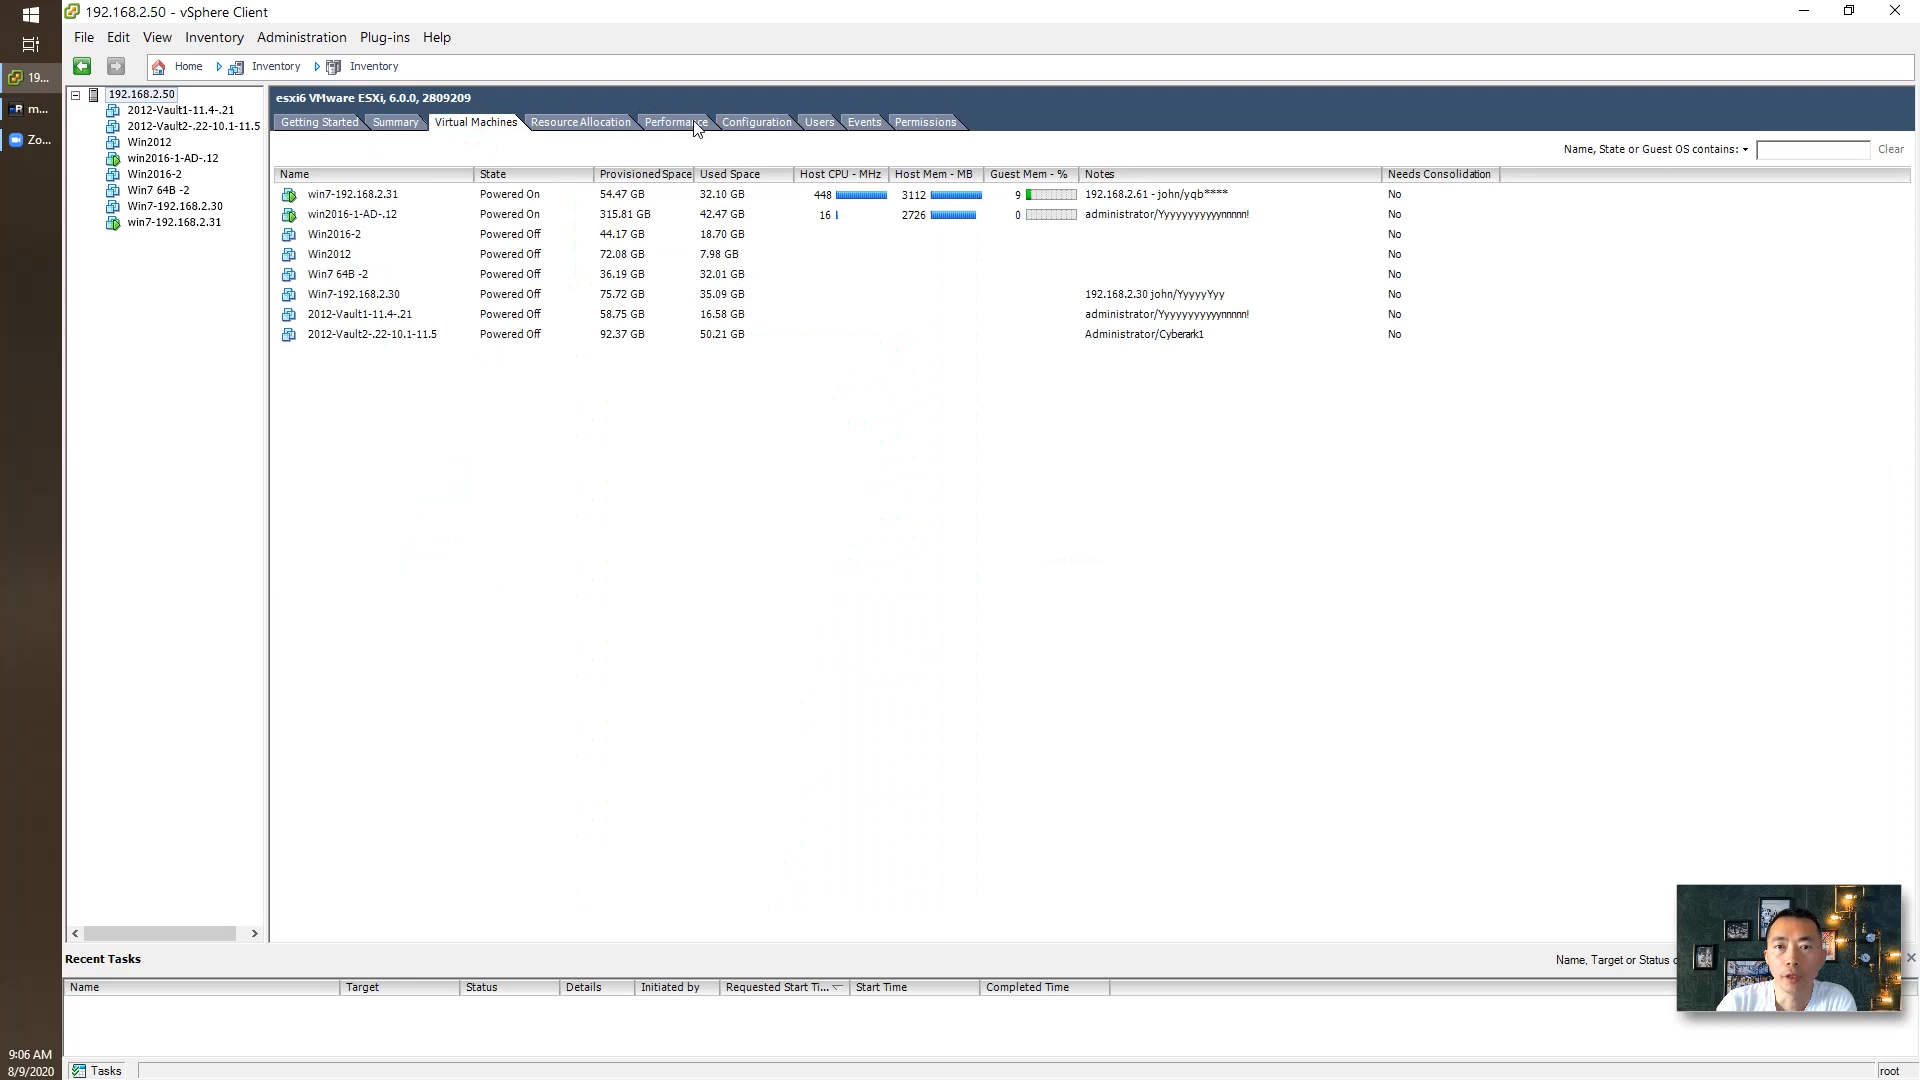 192.168.2.50 - vSphere Client
File Edit View Inventory Administration Plug-ins Help
19...
Home Inventory Inventory
m...
Zo...
192.168.2.50
2012-Vault1-11.4-.21
2012-Vault2-.22-10.1-11.5
Win2012
win2016-1-AD-.12
Win2016-2
Win7 64B -2
Win7-192.168.2.30
win7-192.168.2.31
esxi6 VMware ESXi, 6.0.0, 2809209
Getting Started Summary Virtual Machines Resource Allocation Performance Configuration Users Events Permissions
Name, State or Guest OS contains: Clear
Name State Provisioned Space Used Space Host CPU - MHz Host Mem - MB Guest Mem - % Notes Needs Consolidation
win7-192.168.2.31 Powered On 54.47 GB 32.10 GB 448 3112 9 192.168.2.61 - john/yqb**** No
win2016-1-AD-.12 Powered On 315.81 GB 42.47 GB 16 2726 0 administrator/Yyyyyyyyyynnnnn! No
Win2016-2 Powered Off 44.17 GB 18.70 GB No
Win2012 Powered Off 72.08 GB 7.98 GB No
Win7 64B -2 Powered Off 36.19 GB 32.01 GB No
Win7-192.168.2.30 Powered Off 75.72 GB 35.09 GB 192.168.2.30 john/YyyyyYyy No
2012-Vault1-11.4-.21 Powered Off 58.75 GB 16.58 GB administrator/Yyyyyyyyyynnnnn! No
2012-Vault2-.22-10.1-11.5 Powered Off 92.37 GB 50.21 GB Administrator/Cyberark1 No
Recent Tasks Name, Target or Status c
Name Target Status Details Initiated by Requested Start Ti... Start Time Completed Time
9:06 AM
8/9/2020
Tasks root